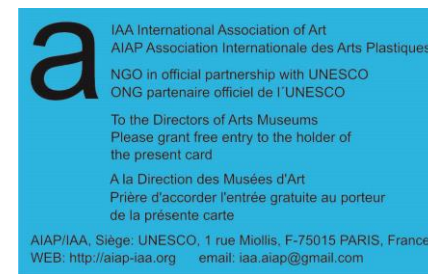 a
IAA International Association of Art
AIAP Association Internationale des Arts Plastiques
NGO in official partnership with UNESCO
ONG partenaire officiel de l´UNESCO
To the Directors of Arts Museums
Please grant free entry to the holder of
the present card
A la Direction des Musées d'Art
Prière d'accorder l'entrée gratuite au porteur
de la présente carte
AIAP/IAA, Siège: UNESCO, 1 rue Miollis, F-75015 PARIS, France
WEB: http://aiap-iaa.org email: iaa.aiap@gmail.com